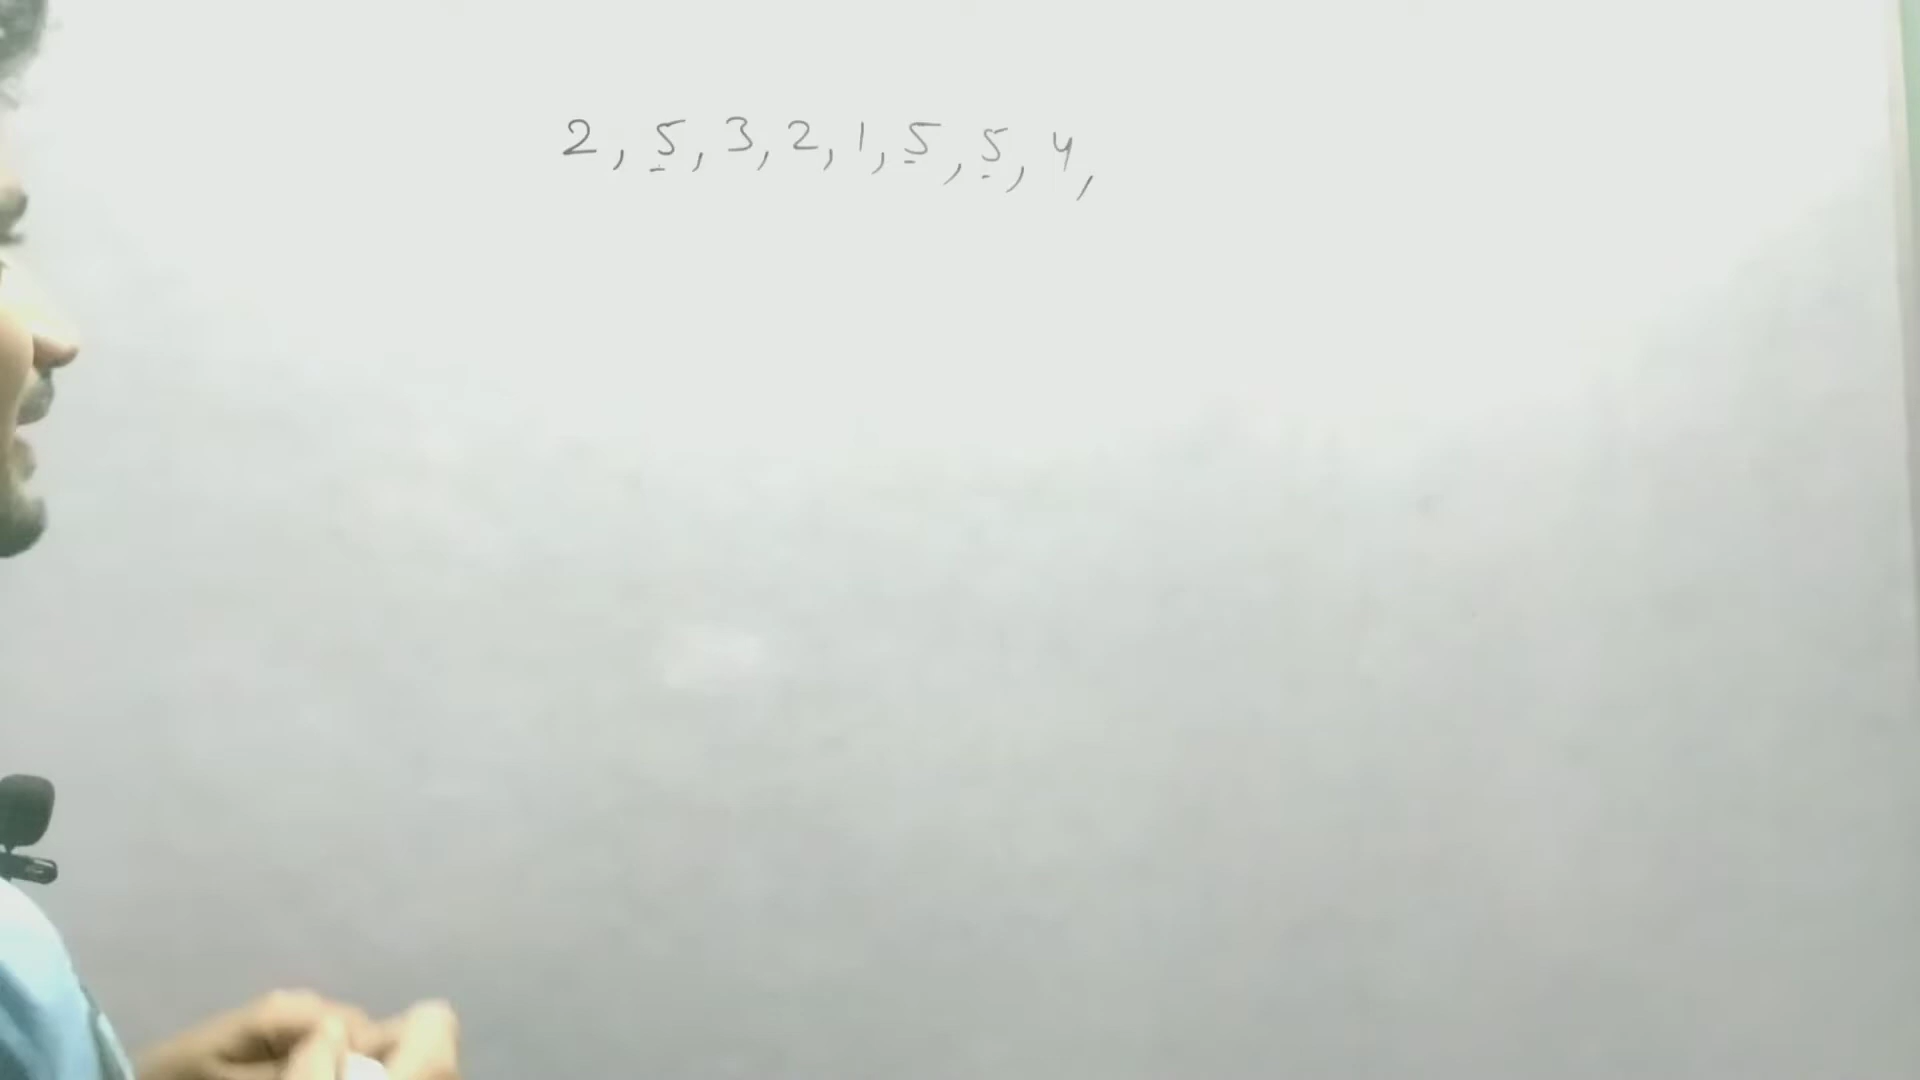 2, 5, 3, 2, 1, 5, 5, 4,